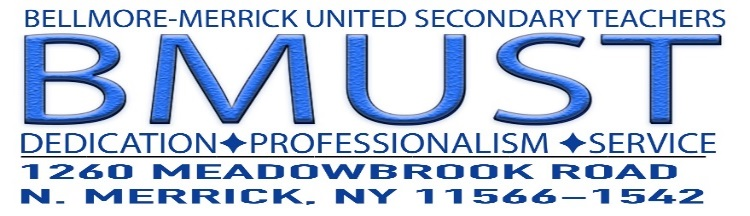 BELLMORE-MERRICK UNITED SECONDARY TEACHERS
BMUST
DEDICATION✦PROFESSIONALISM ✦SERVICE
1260 MEADOWBROOK ROAD
N. MERRICK, NY 11566-1542